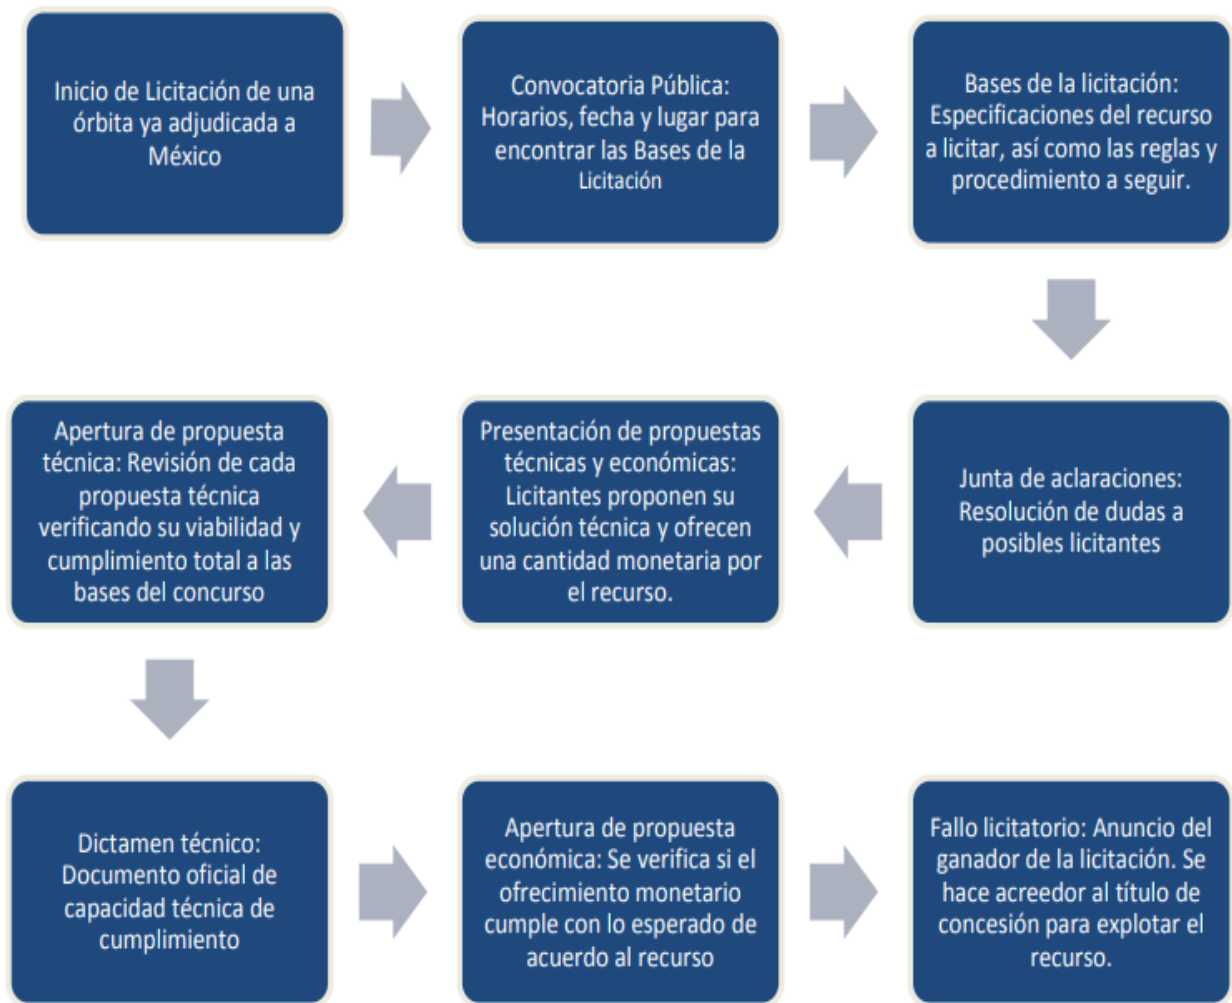 Inicio de Licitación de una
órbita ya adjudicada a
México
Convocatoria Pública:
Horarios, fecha y lugar para
encontrar las Bases de la
Licitación
Bases de la licitación:
Especificaciones del recurso
a licitar, así como las reglas y
procedimiento a seguir.
Junta de aclaraciones:
Resolución de dudas a
posibles licitantes
Presentación de propuestas
técnicas y económicas:
Licitantes proponen su
solución técnica y ofrecen
una cantidad monetaria por
el recurso.
Apertura de propuesta
técnica: Revisión de cada
propuesta técnica
verificando su viabilidad y
cumplimiento total a las
bases del concurso
Dictamen técnico:
Documento oficial de
capacidad técnica de
cumplimiento
Apertura de propuesta
económica: Se verifica si el
ofrecimiento monetario
cumple con lo esperado de
acuerdo al recurso
Fallo licitatorio: Anuncio del
ganador de la licitación. Se
hace acreedor al título de
concesión para explotar el
recurso.